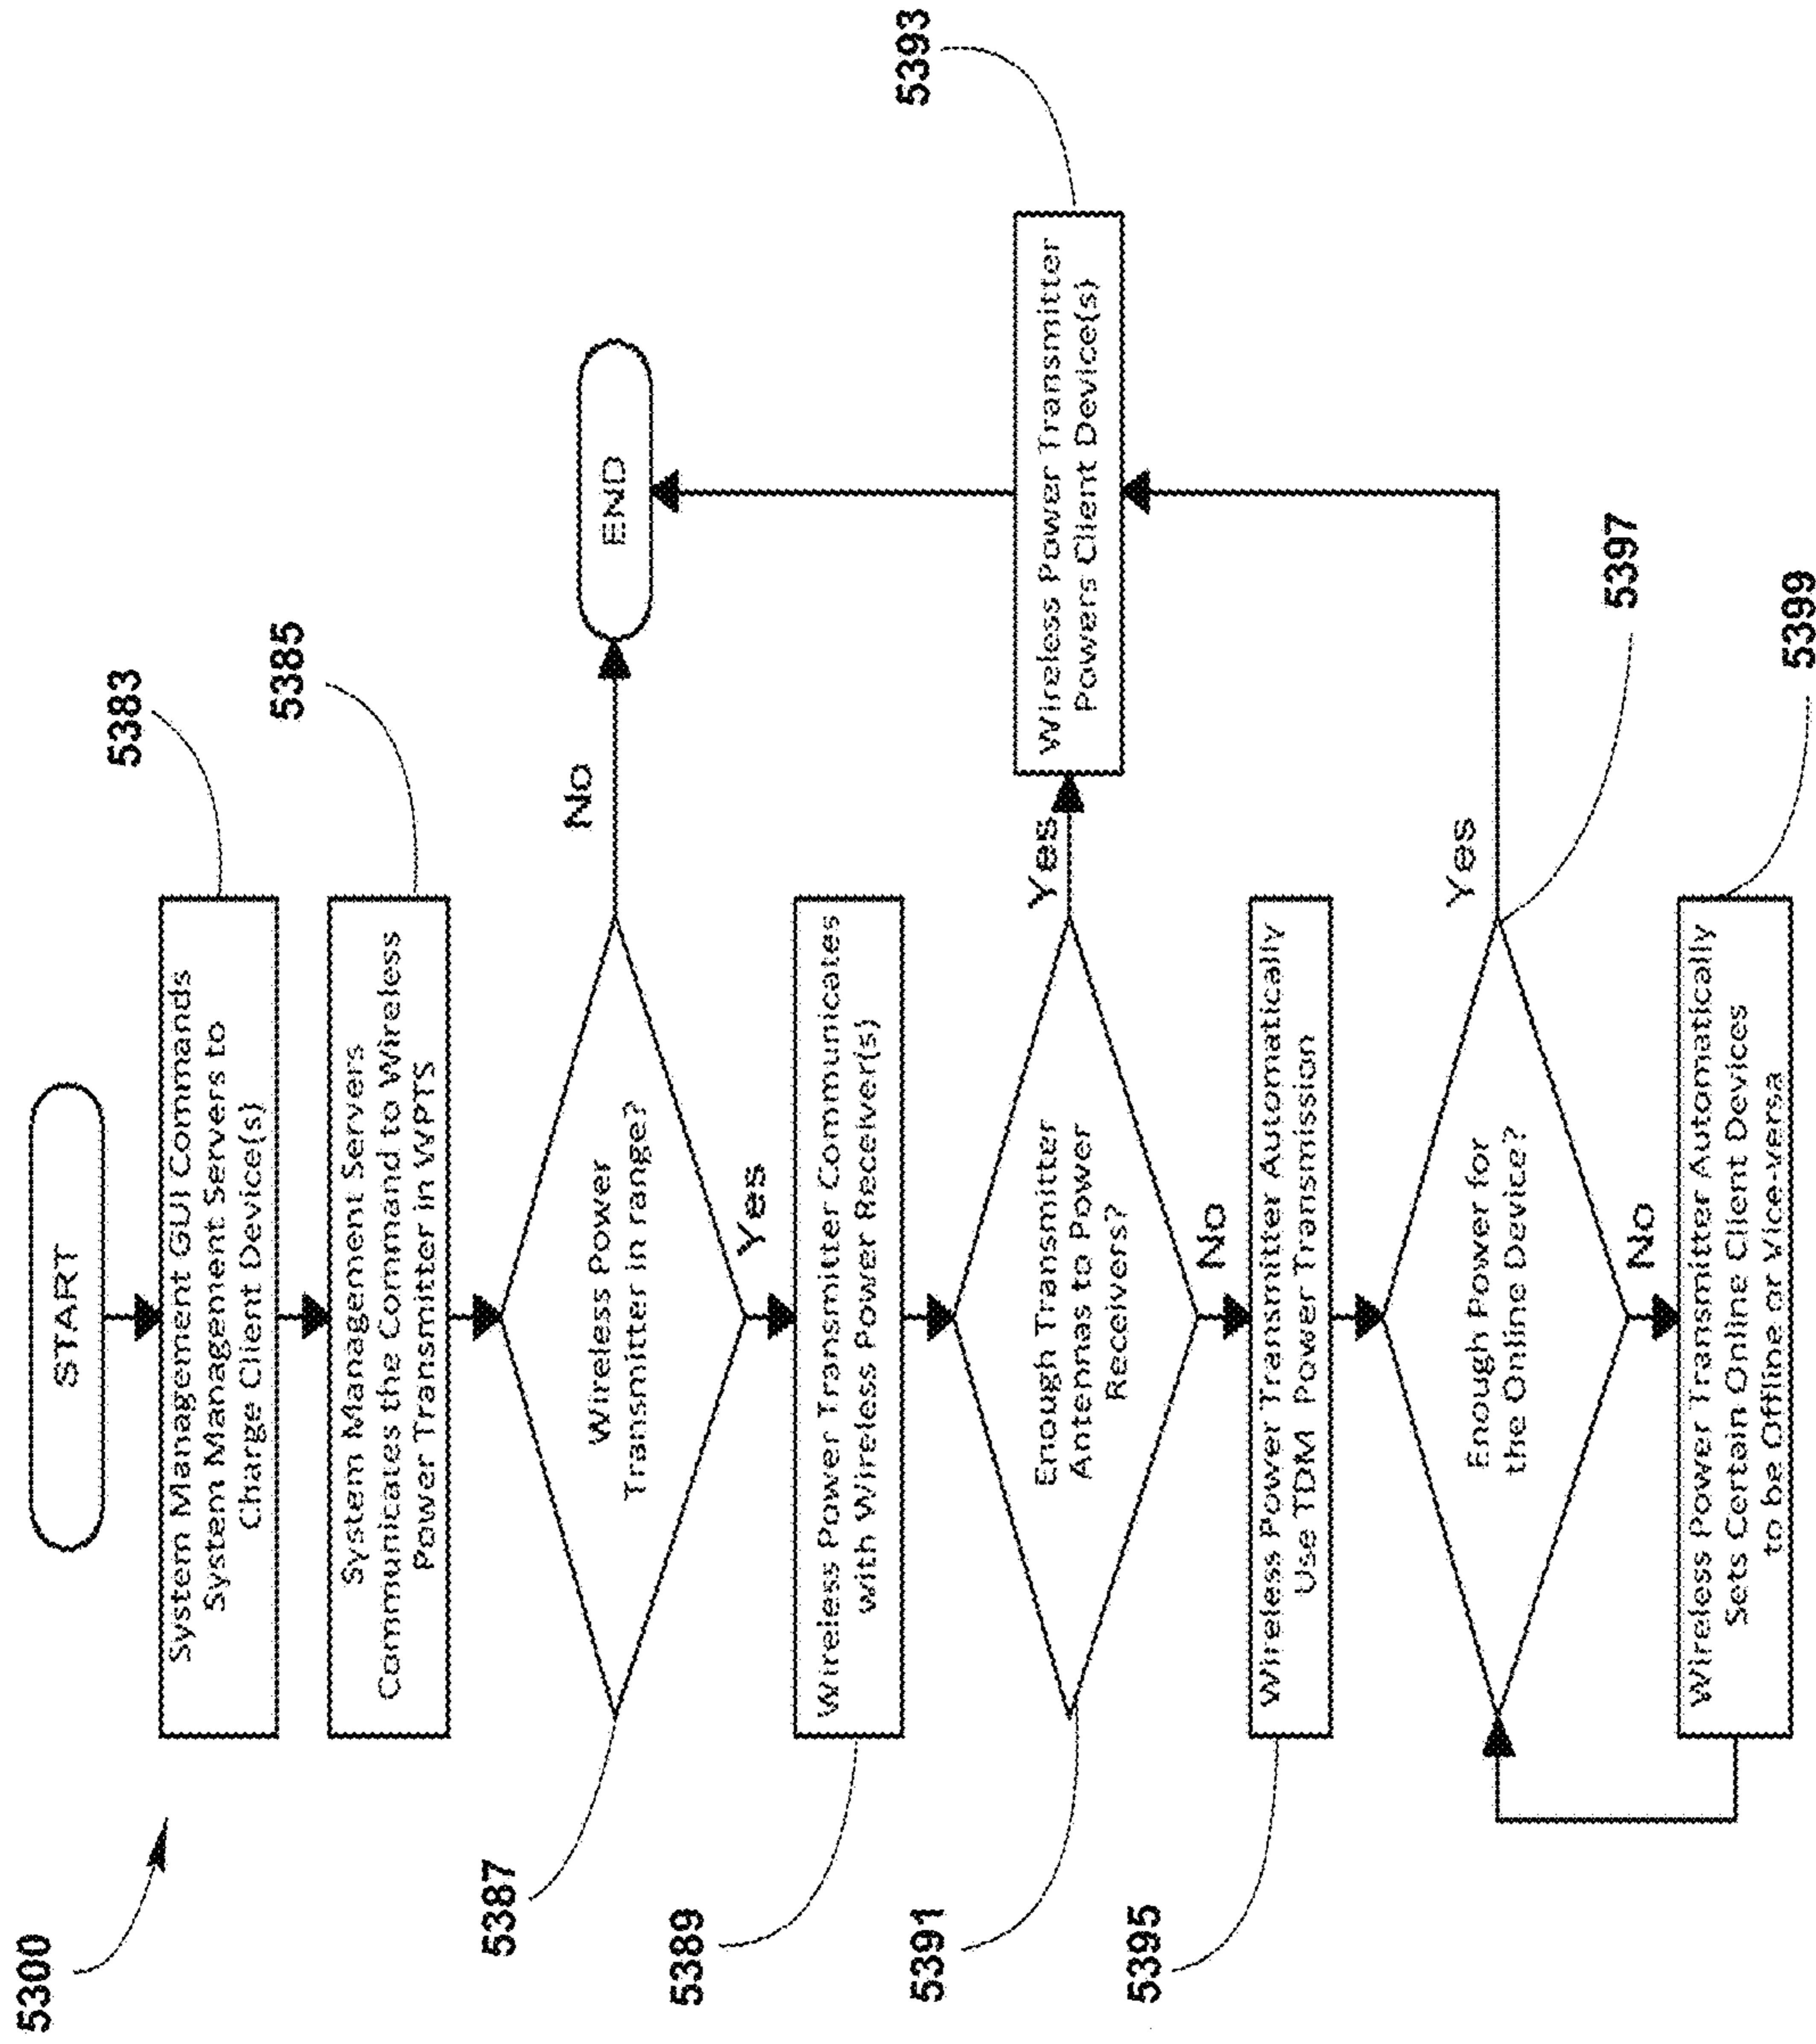 5300
START
System Management GUI Commands
System Management Servers to
Charge Client Device(s)
5383
System Management Servers
Communicates the Command to Wireless
Power Transmitter in WPTS
5385
Wireless Power
Transmitter in range?
5387
No
END
Yes
Wireless Power Transmitter Communicates
with Wireless Power Receiver(s)
5389
Enough Transmitter
Antennas to Power
Receivers?
5391
Yes
Wireless Power Transmitter
Powers Client Device(s)
5393
No
Wireless Power Transmitter Automatically
Use TDM Power Transmission
5395
Enough Power for
the Online Device?
5397
Yes
No
Wireless Power Transmitter Automatically
Sets Certain Online Client Devices
to be Offline or Vice-versa
5399